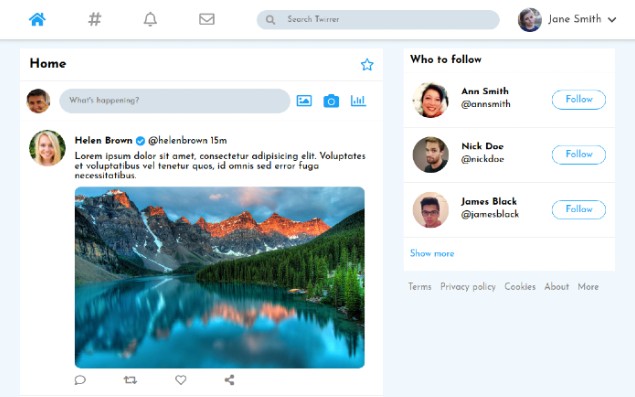 Search Twitter
Jane Smith
Home
What's happening?
Helen Brown @helenbrown 15m
Lorem ipsum dolor sit amet, consectetur adipisicing elit. Voluptates
et voluptatibus vel tenetur quos, id omnis sed error fuga
necessitatibus.
Who to follow
Ann Smith
@annsmith
Follow
Nick Doe
@nickdoe
Follow
James Black
@jamesblack
Follow
Show more
Terms Privacy policy Cookies About More